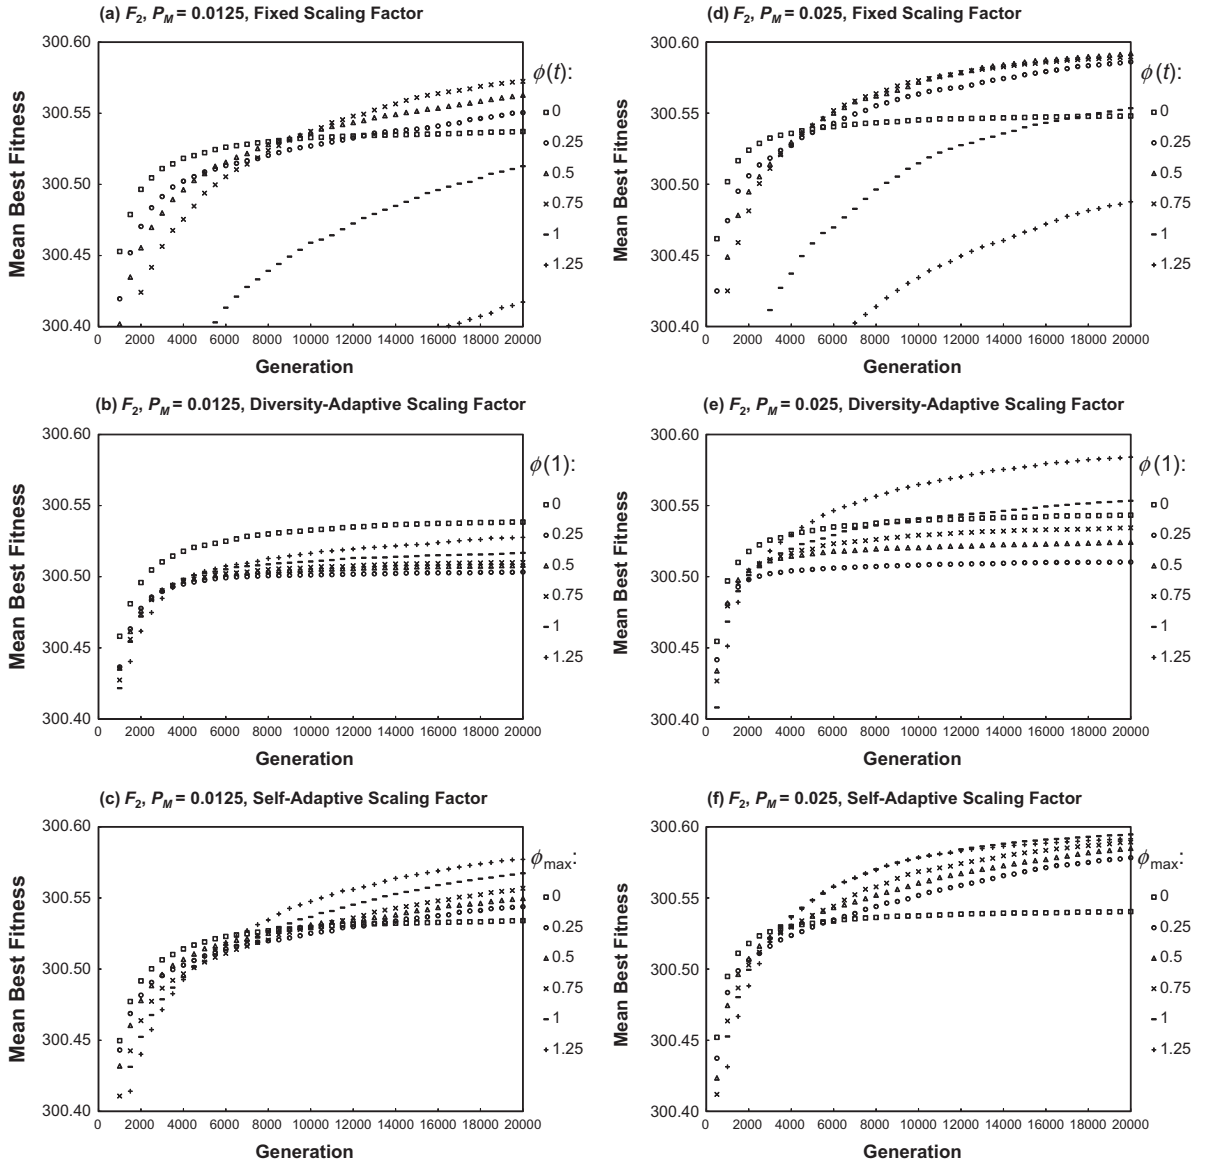 (a) F2, PM = 0.0125, Fixed Scaling Factor
Mean Best Fitness
300.60
300.55
300.50
300.45
300.40
0 2000 4000 6000 8000 10000 12000 14000 16000 18000 20000
Generation
ϕ(t):
0
0.25
0.5
0.75
1
1.25
(d) F2, PM = 0.025, Fixed Scaling Factor
Mean Best Fitness
300.60
300.55
300.50
300.45
300.40
0 2000 4000 6000 8000 10000 12000 14000 16000 18000 20000
Generation
ϕ(t):
0
0.25
0.5
0.75
1
1.25
(b) F2, PM = 0.0125, Diversity-Adaptive Scaling Factor
Mean Best Fitness
300.60
300.55
300.50
300.45
300.40
0 2000 4000 6000 8000 10000 12000 14000 16000 18000 20000
Generation
ϕ(1):
0
0.25
0.5
0.75
1
1.25
(e) F2, PM = 0.025, Diversity-Adaptive Scaling Factor
Mean Best Fitness
300.60
300.55
300.50
300.45
300.40
0 2000 4000 6000 8000 10000 12000 14000 16000 18000 20000
Generation
ϕ(1):
0
0.25
0.5
0.75
1
1.25
(c) F2, PM = 0.0125, Self-Adaptive Scaling Factor
Mean Best Fitness
300.60
300.55
300.50
300.45
300.40
0 2000 4000 6000 8000 10000 12000 14000 16000 18000 20000
Generation
ϕmax:
0
0.25
0.5
0.75
1
1.25
(f) F2, PM = 0.025, Self-Adaptive Scaling Factor
Mean Best Fitness
300.60
300.55
300.50
300.45
300.40
0 2000 4000 6000 8000 10000 12000 14000 16000 18000 20000
Generation
ϕmax:
0
0.25
0.5
0.75
1
1.25